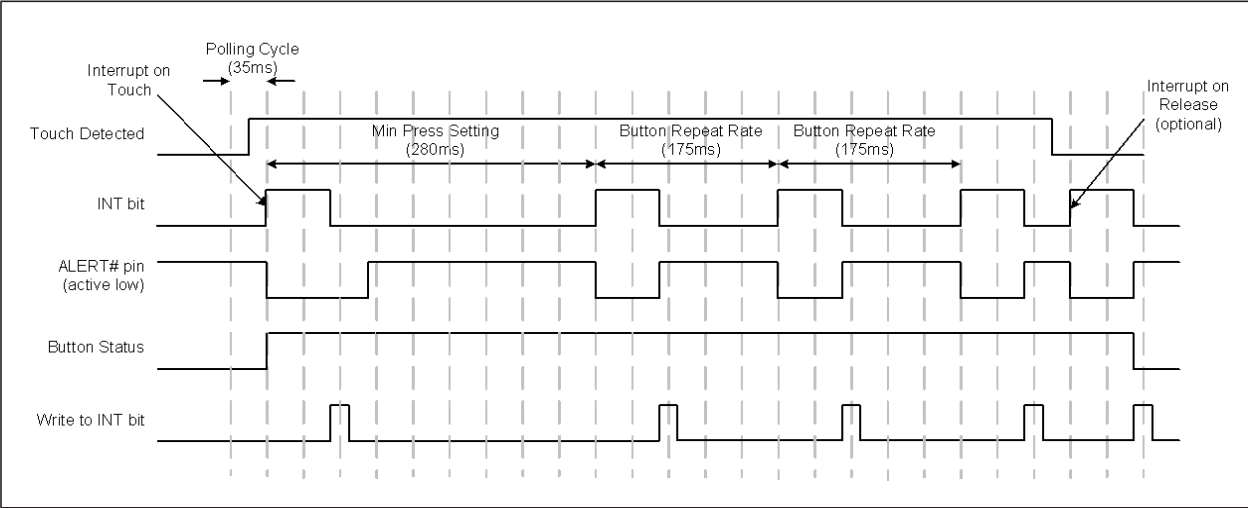 Polling Cycle
(35ms)
Interrupt on
Touch
Interrupt on
Release
(optional)
Touch Detected
Min Press Setting
(280ms)
Button Repeat Rate
(175ms)
Button Repeat Rate
(175ms)
INT bit
ALERT# pin
(active low)
Button Status
Write to INT bit